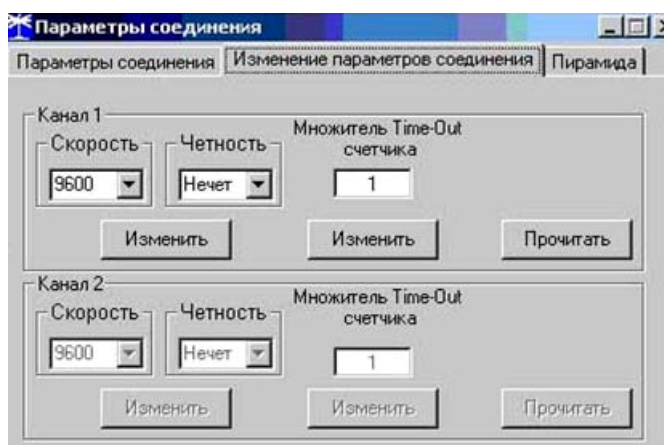 Параметры соединения
Параметры соединения Изменение параметров соединения Пирамида
Канал 1
Скорость Четность Множитель Time-Out
счетчика
9600 Нечет 1
Изменить Изменить Прочитать
Канал 2
Скорость Четность Множитель Time-Out
счетчика
9600 Нечет 1
Изменить Изменить Прочитать